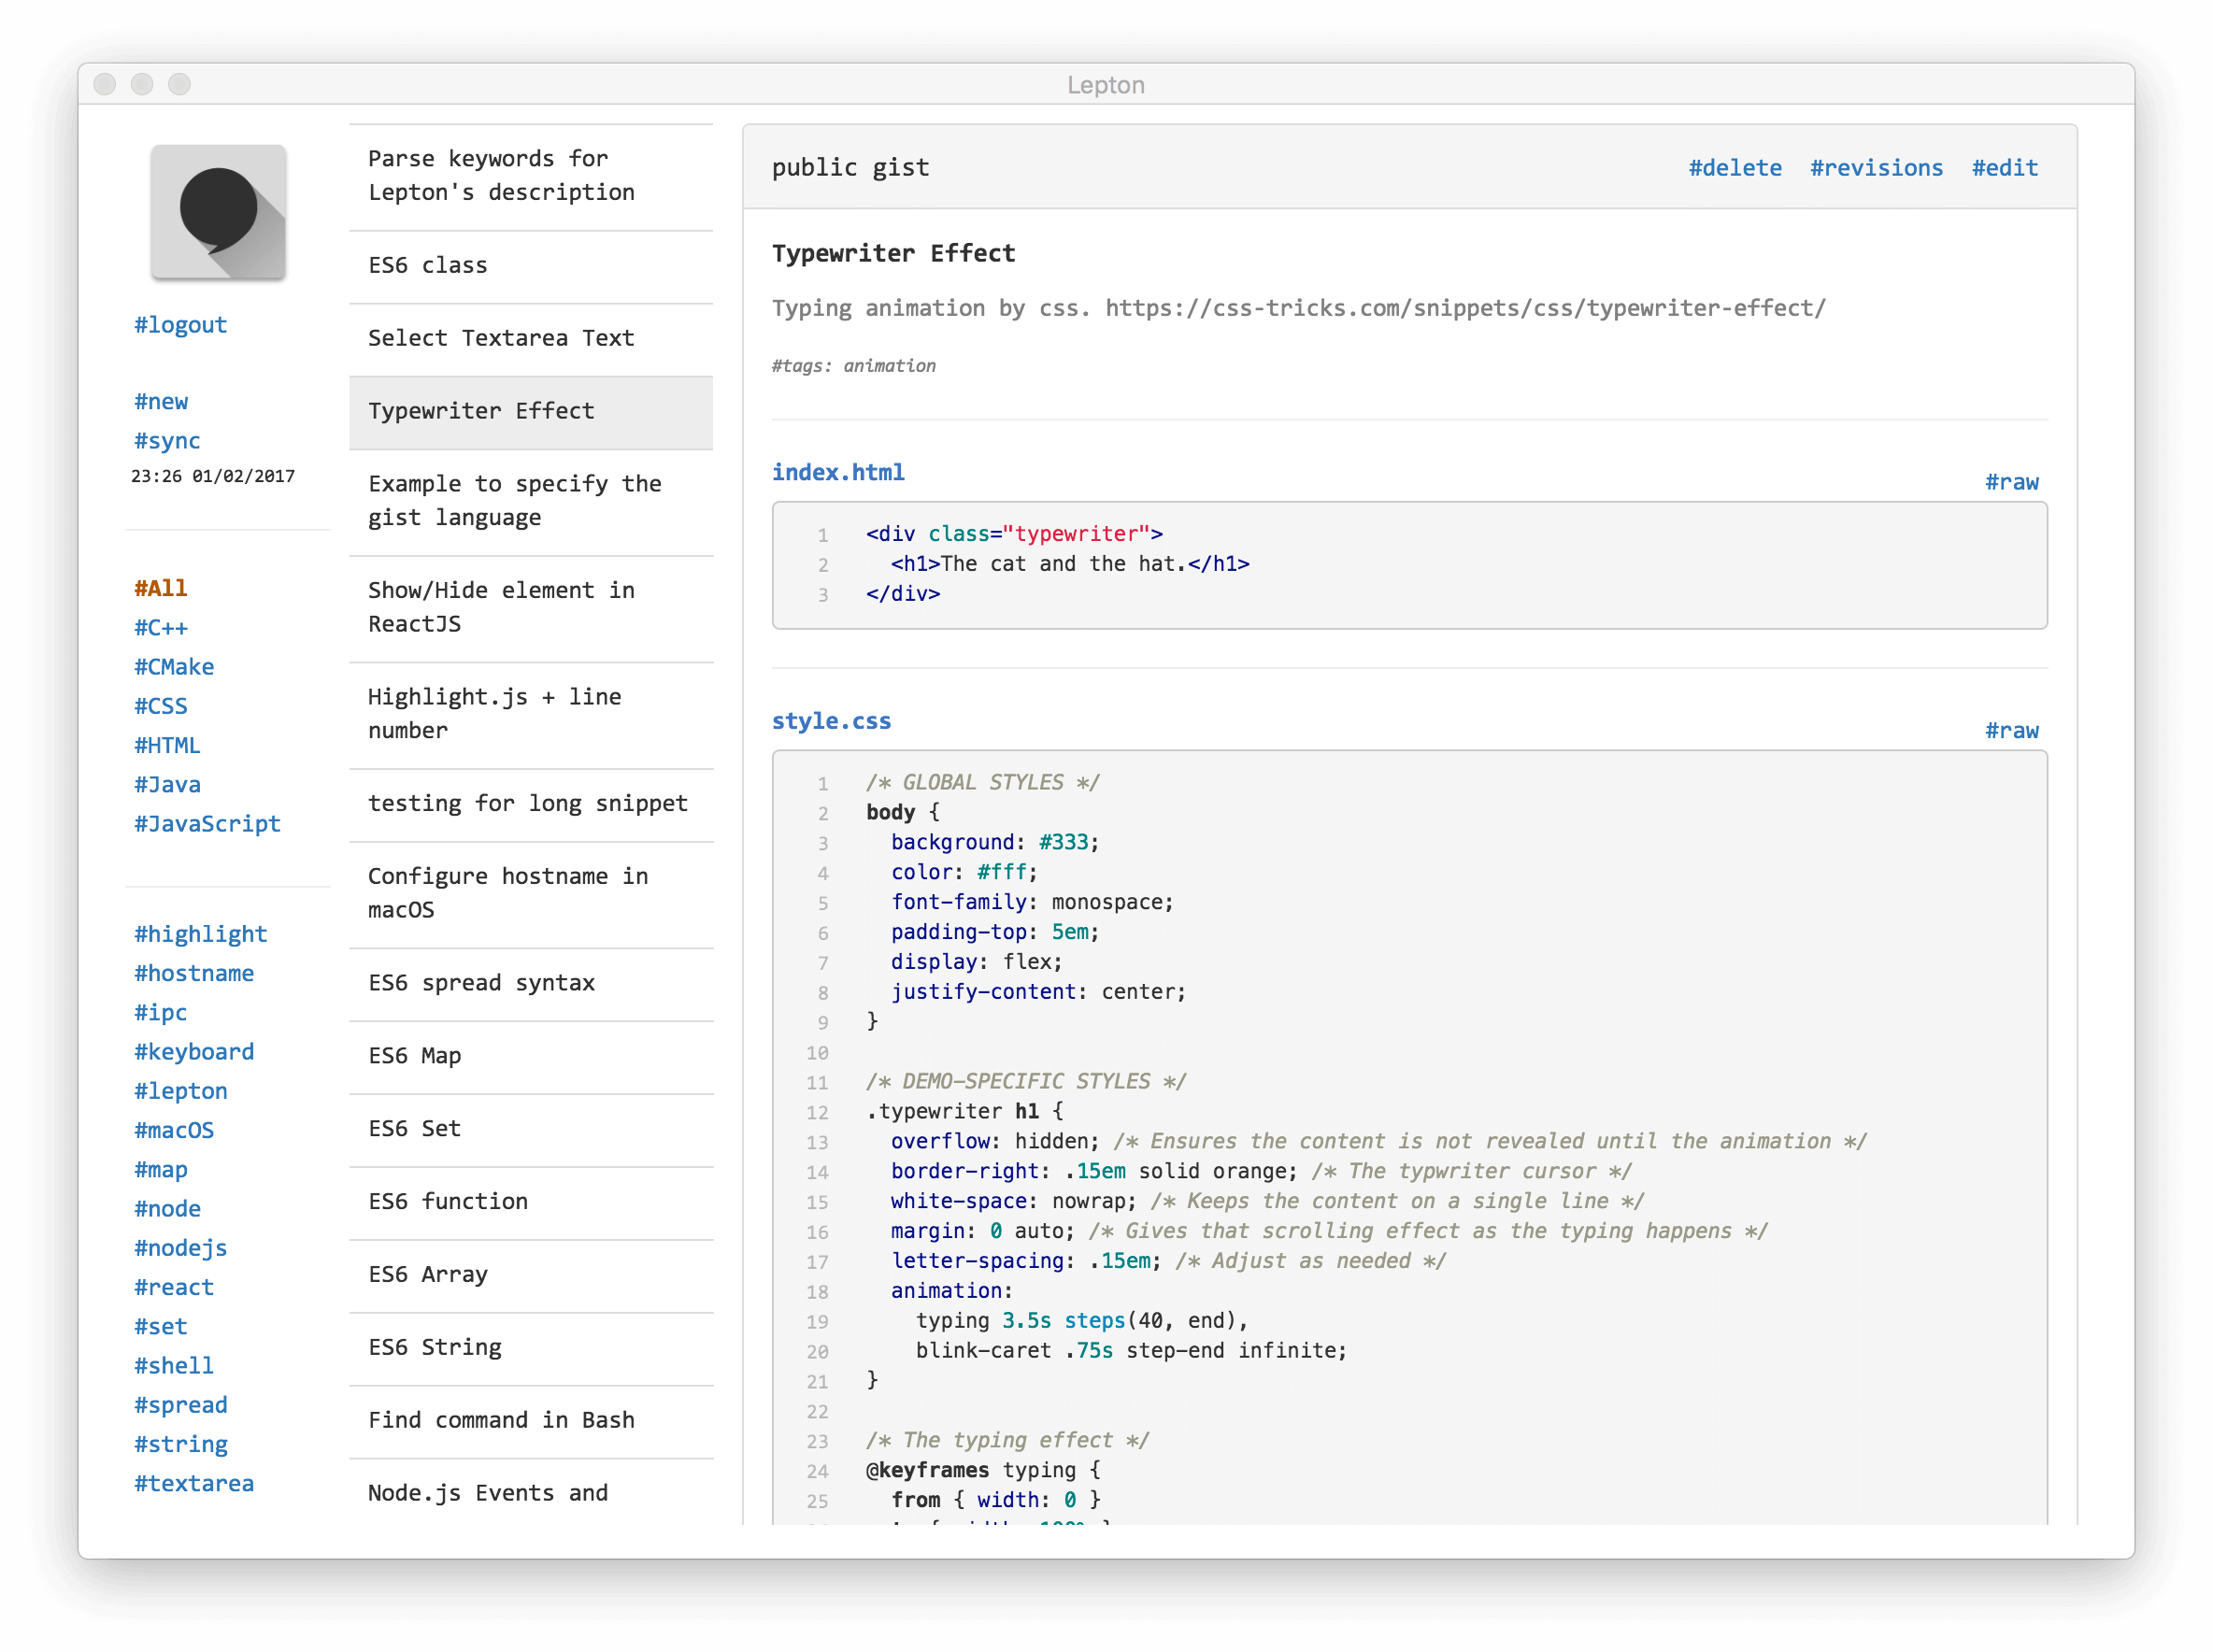 Lepton
#logout
#new
#sync
23:26 01/02/2017
#All
#C++
#CMake
#CSS
#HTML
#Java
#JavaScript
#highlight
#hostname
#ipc
#keyboard
#lepton
#macOS
#map
#node
#nodejs
#react
#set
#shell
#spread
#string
#textarea
Parse keywords for
Lepton's description
ES6 class
Select Textarea Text
Typewriter Effect
Example to specify the
gist language
Show/Hide element in
ReactJS
Highlight.js + line
number
testing for long snippet
Configure hostname in
macOS
ES6 spread syntax
ES6 Map
ES6 Set
ES6 function
ES6 Array
ES6 String
Find command in Bash
Node.js Events and
public gist #delete #revisions #edit
Typewriter Effect
Typing animation by css. https://css-tricks.com/snippets/css/typewriter-effect/
#tags: animation
index.html #raw
1 <div class="typewriter">
2 <h1>The cat and the hat.</h1>
3 </div>
style.css #raw
1 /* GLOBAL STYLES */
2 body {
3 background: #333;
4 color: #fff;
5 font-family: monospace;
6 padding-top: 5em;
7 display: flex;
8 justify-content: center;
9 }
10
11 /* DEMO-SPECIFIC STYLES */
12 .typewriter h1 {
13 overflow: hidden; /* Ensures the content is not revealed until the animation */
14 border-right: .15em solid orange; /* The typwriter cursor */
15 white-space: nowrap; /* Keeps the content on a single line */
16 margin: 0 auto; /* Gives that scrolling effect as the typing happens */
17 letter-spacing: .15em; /* Adjust as needed */
18 animation:
19 typing 3.5s steps(40, end),
20 blink-caret .75s step-end infinite;
21 }
22
23 /* The typing effect */
24 @keyframes typing {
25 from { width: 0 }